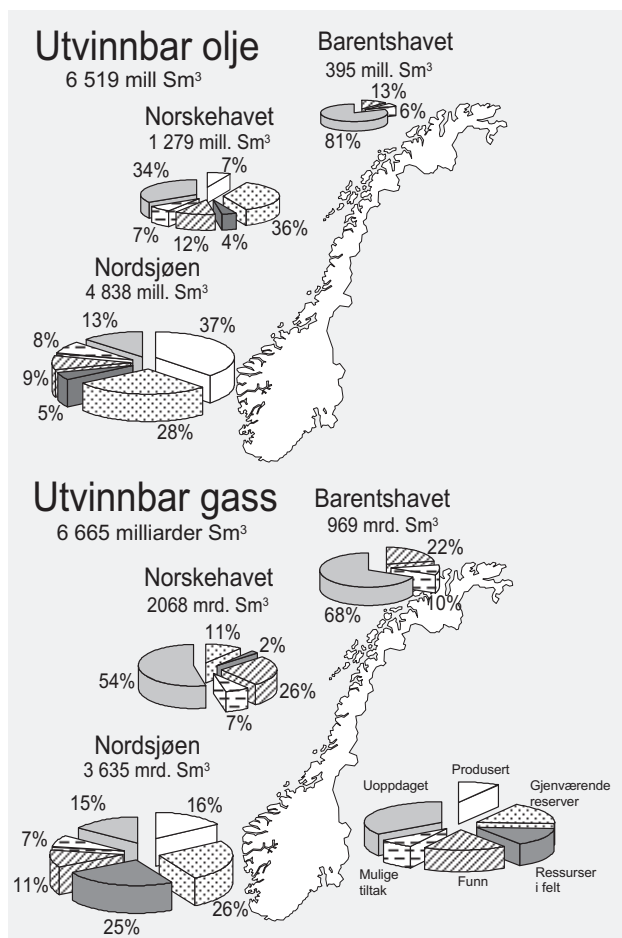 Utvinnbar olje
6 519 mill Sm³
Barentshavet
395 mill. Sm³
13%
6%
81%
Norskehavet
1 279 mill. Sm³
34%
7%
36%
7%
12%
4%
Nordsjøen
4 838 mill. Sm³
13%
37%
8%
9%
5%
28%
Utvinnbar gass
6 665 milliarder Sm³
Barentshavet
969 mrd. Sm³
22%
10%
68%
Norskehavet
2068 mrd. Sm³
11%
2%
54%
26%
7%
Nordsjøen
3 635 mrd. Sm³
15%
16%
7%
11%
26%
25%
Produsert
Uoppdaget
Gjenværende
reserver
Mulige
tiltak
Funn
Ressurser
i felt